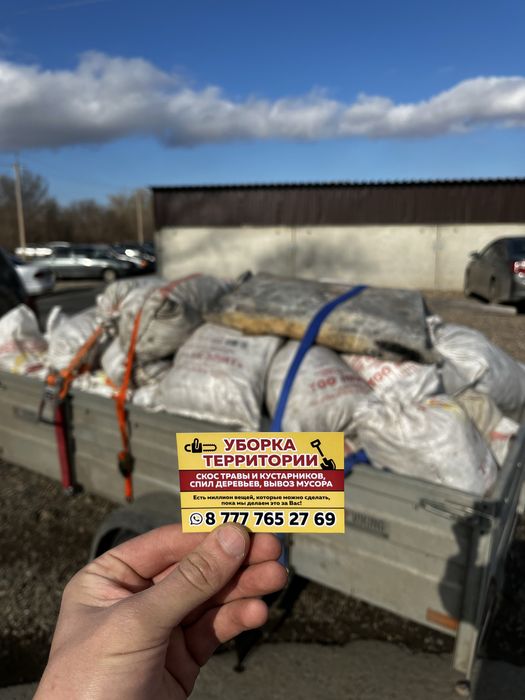 УБОРКА
ТЕРРИТОРИИ
СКОС ТРАВЫ И КУСТАРНИКОВ,
СПИЛ ДЕРЕВЬЕВ, ВЫВОЗ МУСОРА
Есть миллион вещей, которые можно сделать,
пока мы делаем это за Вас!
8 777 765 27 69
ТОО